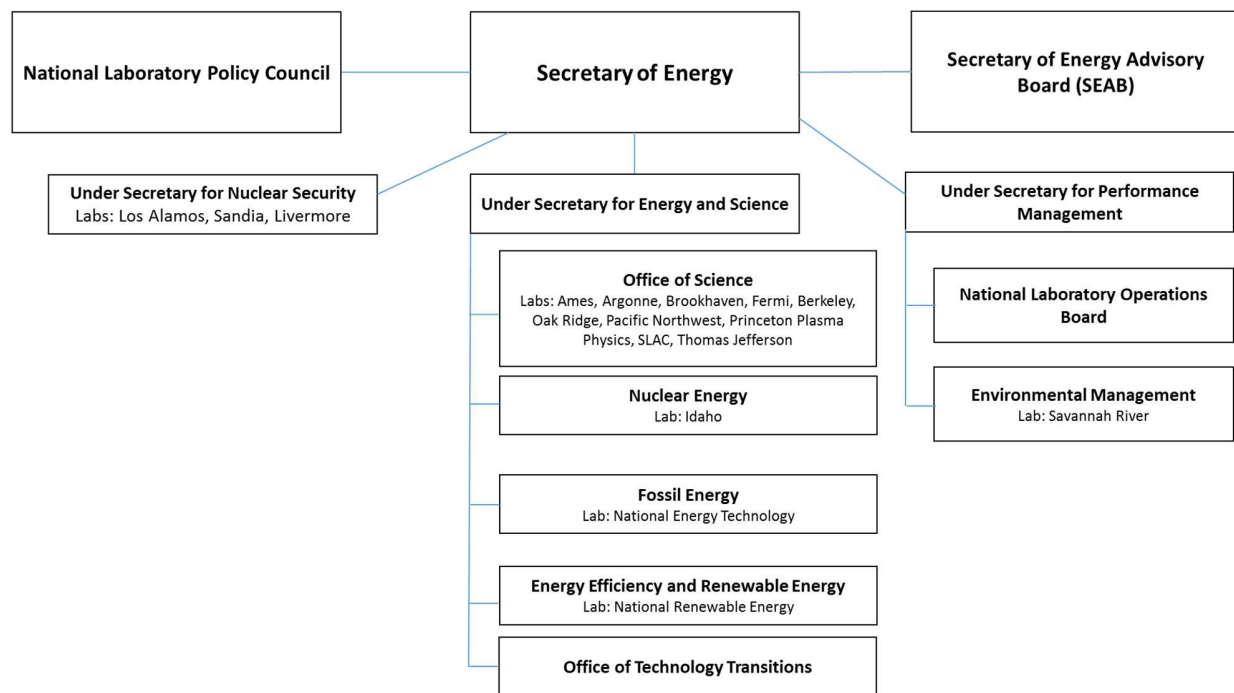 National Laboratory Policy Council
Secretary of Energy
Secretary of Energy Advisory
Board (SEAB)
Under Secretary for Nuclear Security
Labs: Los Alamos, Sandia, Livermore
Under Secretary for Energy and Science
Under Secretary for Performance
Management
Office of Science
Labs: Ames, Argonne, Brookhaven, Fermi, Berkeley,
Oak Ridge, Pacific Northwest, Princeton Plasma
Physics, SLAC, Thomas Jefferson
National Laboratory Operations
Board
Nuclear Energy
Lab: Idaho
Environmental Management
Lab: Savannah River
Fossil Energy
Lab: National Energy Technology
Energy Efficiency and Renewable Energy
Lab: National Renewable Energy
Office of Technology Transitions